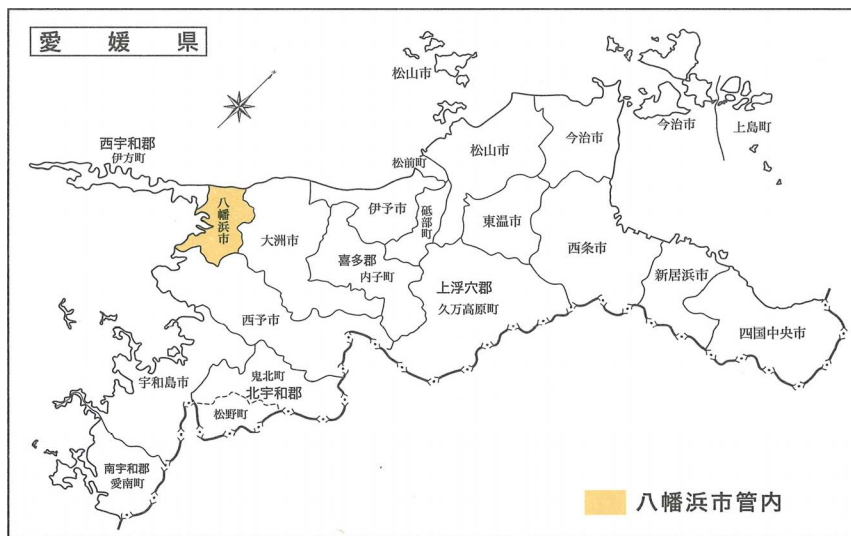 愛媛県
松山市
今治市
上島町
西宇和郡
伊方町
松前町
松山市
今治市
八幡浜市
大洲市
伊予市
砥部町
東温市
西条市
喜多郡
内子町
上浮穴郡
久万高原町
新居浜市
四国中央市
西予市
宇和島市
鬼北町
北宇和郡
松野町
南宇和郡
愛南町
八幡浜市管内